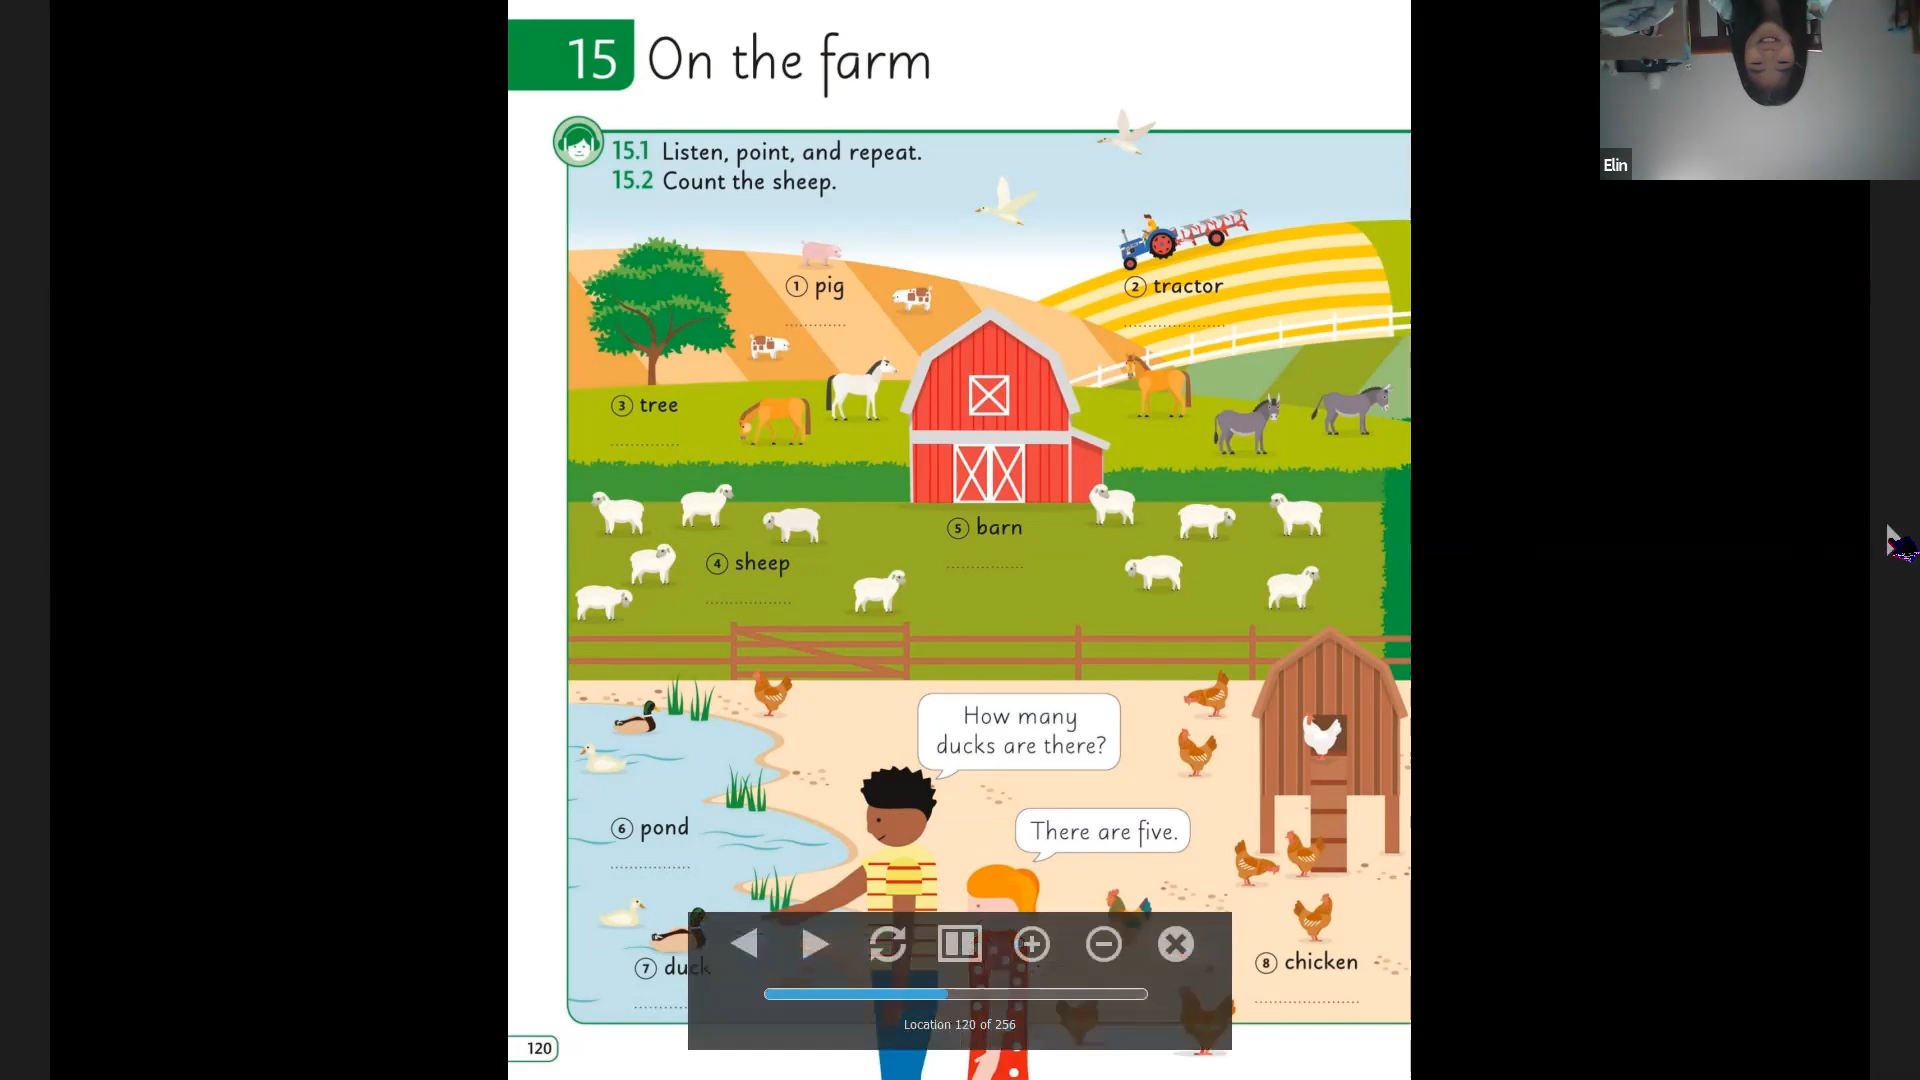 15 On the farm
15.1 Listen, point, and repeat.
15.2 Count the sheep.
Elin
1 pig
2 tractor
3 tree
4 sheep
5 barn
How many
ducks are there?
There are five.
6 pond
7 duck
8 chicken
Location 120 of 256
120